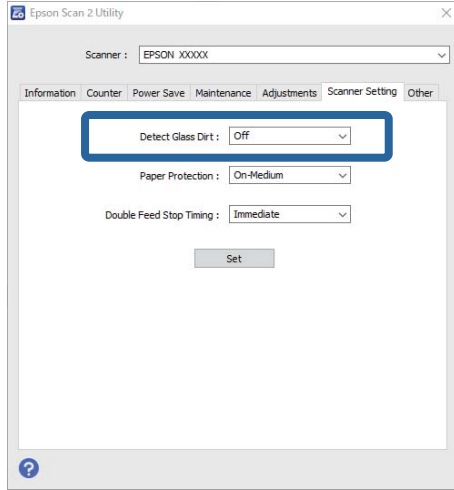 Epson Scan 2 Utility
Scanner : EPSON XXXXX
Information Counter Power Save Maintenance Adjustments Scanner Setting Other
Detect Glass Dirt : Off
Paper Protection : On-Medium
Double Feed Stop Timing : Immediate
Set
?